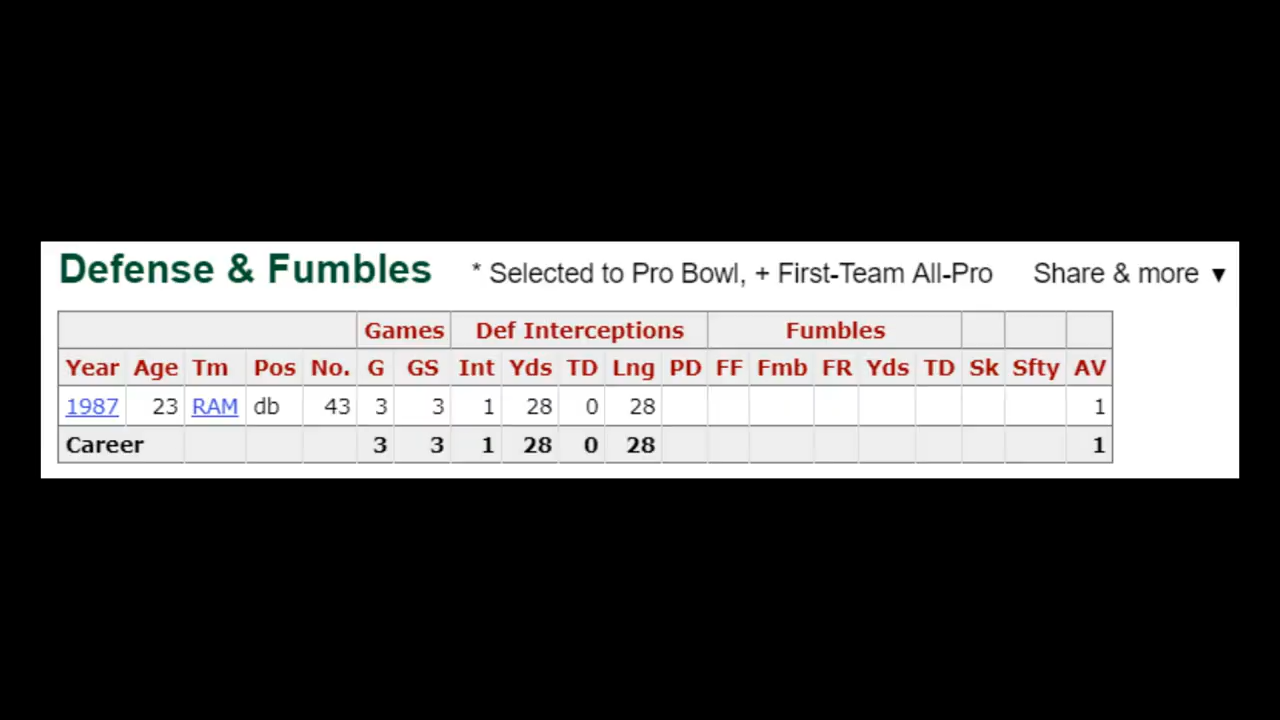 Defense & Fumbles * Selected to Pro Bowl, + First-Team All-Pro Share & more ▼
Games Def Interceptions Fumbles
Year Age Tm Pos No. G GS Int Yds TD Lng PD FF Fmb FR Yds TD Sk Sfty AV
1987 23 RAM db 43 3 3 1 28 0 28 1
Career 3 3 1 28 0 28 1